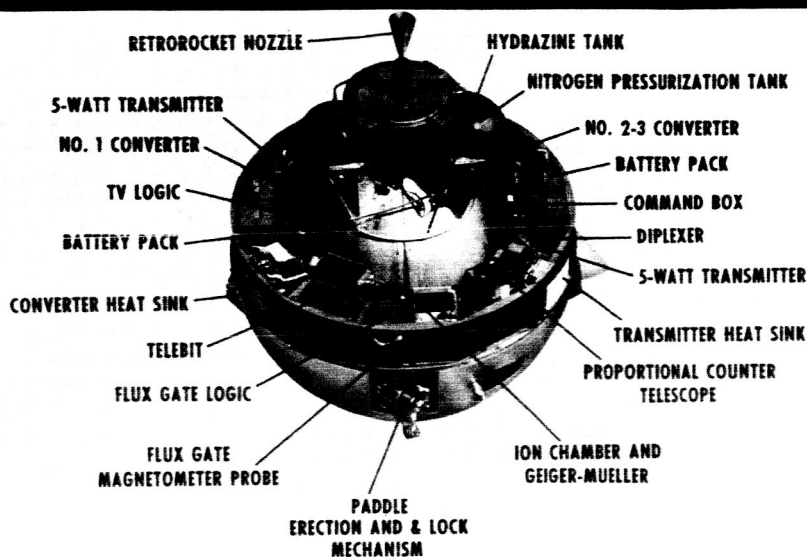 RETROROCKET NOZZLE
HYDRAZINE TANK
NITROGEN PRESSURIZATION TANK
5-WATT TRANSMITTER
NO. 1 CONVERTER
NO. 2-3 CONVERTER
TV LOGIC
BATTERY PACK
COMMAND BOX
BATTERY PACK
DIPLEXER
5-WATT TRANSMITTER
CONVERTER HEAT SINK
TRANSMITTER HEAT SINK
TELEBIT
PROPORTIONAL COUNTER
TELESCOPE
FLUX GATE LOGIC
FLUX GATE
MAGNETOMETER PROBE
ION CHAMBER AND
GEIGER-MUELLER
PADDLE
ERECTION AND & LOCK
MECHANISM